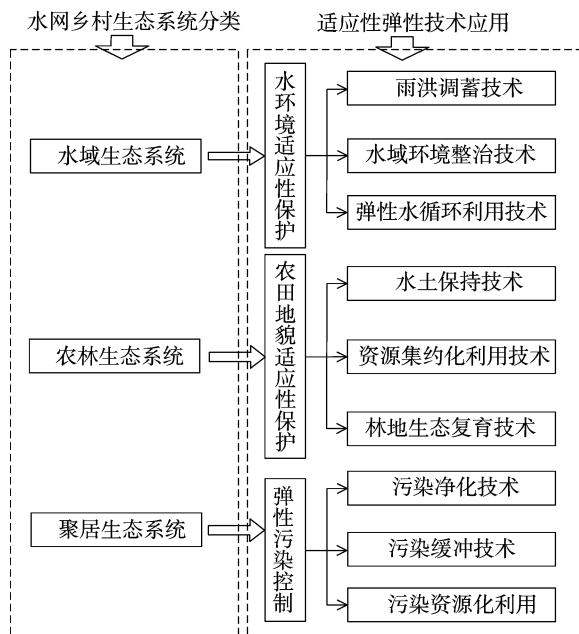 水网乡村生态系统分类
适应性弹性技术应用
水域生态系统
水环境适应性保护
雨洪调蓄技术
水域环境整治技术
弹性水循环利用技术
农林生态系统
农田地貌适应性保护
水土保持技术
资源集约化利用技术
林地生态复育技术
聚居生态系统
弹性污染控制
污染净化技术
污染缓冲技术
污染资源化利用